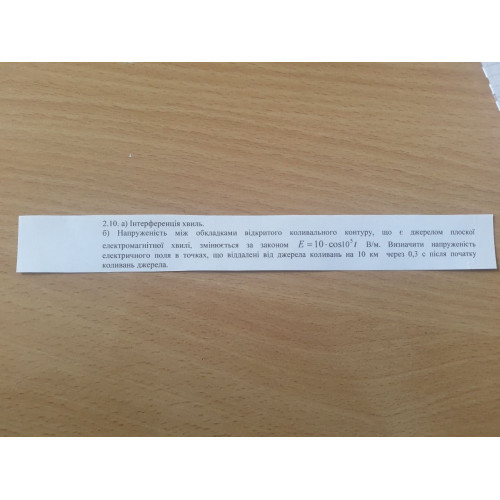 2.10. а) Інтерференція хвиль.
б) Напруженість між обкладками відкритого коливального контуру, що є джерелом плоскої
електромагнітної хвилі, змінюється за законом E = 10 · cos10⁵t В/м. Визначити напруженість
електричного поля в точках, що віддалені від джерела коливань на 10 км через 0,3 с після початку
коливань джерела.